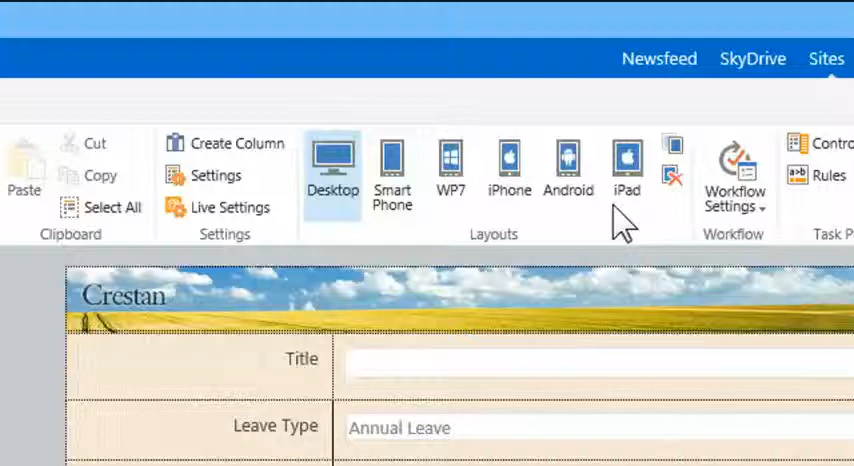 Newsfeed SkyDrive Sites
Cut Create Column
Copy Settings
Paste Desktop Smart Phone WP7 iPhone Android iPad Workflow Settings Rules
Select All Live Settings
Clipboard Settings Layouts Workflow
Crestan
Title
Leave Type Annual Leave